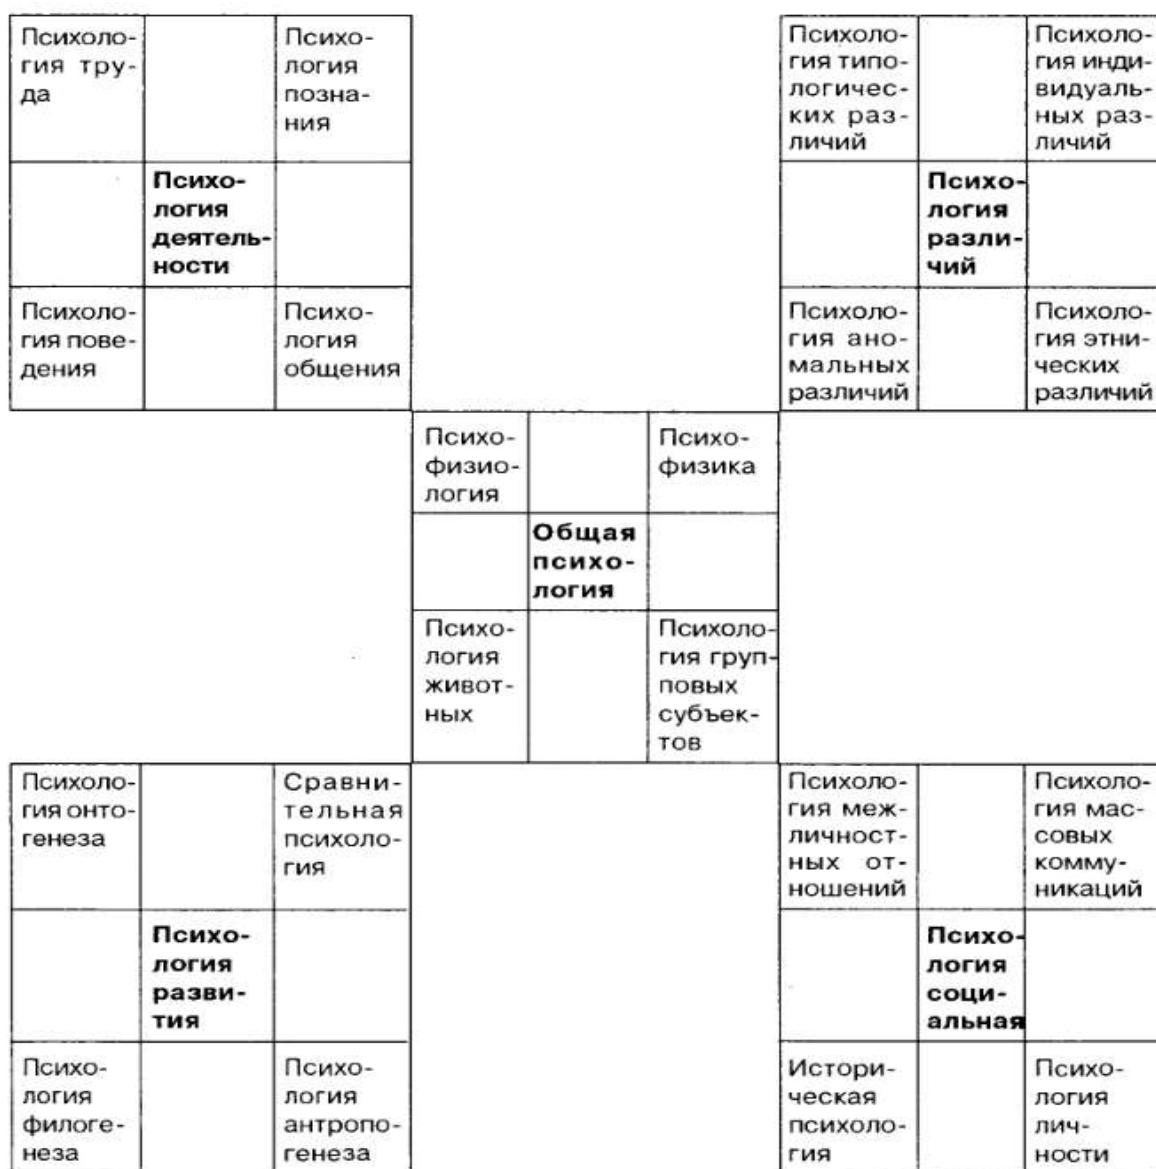 Психоло-
гия тру-
да
Психо-
логия
позна-
ния
Психо-
логия
деятель-
ности
Психоло-
гия пове-
дения
Психо-
логия
общения
Психоло-
гия типо-
логичес-
ких раз-
личий
Психоло-
гия инди-
видуаль-
ных раз-
личий
Психо-
логия
разли-
чий
Психоло-
гия ано-
мальных
различий
Психоло-
гия этни-
ческих
различий
Психо-
физио-
логия
Психо-
физика
Общая
психо-
логия
Психо-
логия
живот-
ных
Психоло-
гия груп-
повых
субъек-
тов
Психоло-
гия онто-
генеза
Сравни-
тельная
психоло-
гия
Психо-
логия
разви-
тия
Психо-
логия
филоге-
неза
Психо-
логия
антропо-
генеза
Психоло-
гия меж-
личност-
ных от-
ношений
Психоло-
гия мас-
совых
комму-
никаций
Психо-
логия
соци-
альная
Истори-
ческая
психоло-
гия
Психо-
логия
лич-
ности